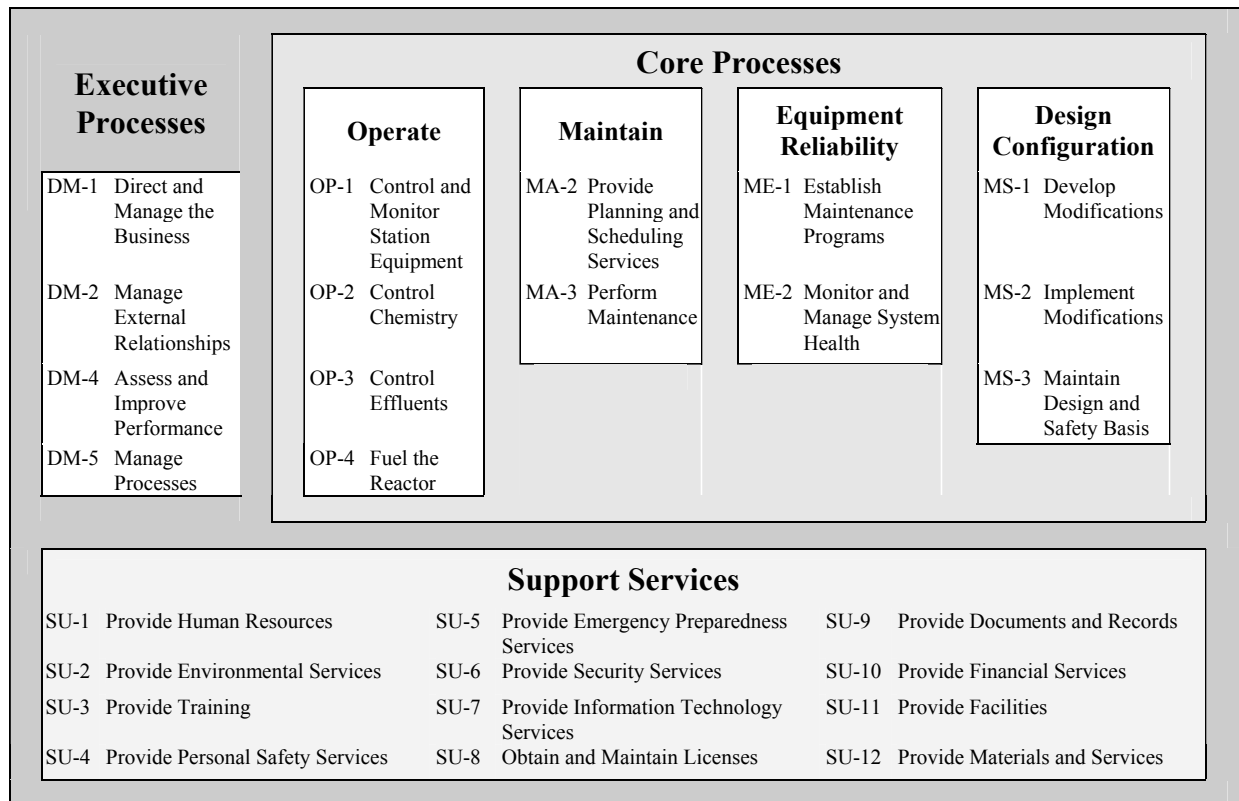 Executive
Processes
DM-1 Direct and
Manage the
Business
DM-2 Manage
External
Relationships
DM-4 Assess and
Improve
Performance
DM-5 Manage
Processes
Core Processes
Operate
OP-1 Control and
Monitor
Station
Equipment
OP-2 Control
Chemistry
OP-3 Control
Effluents
OP-4 Fuel the
Reactor
Maintain
MA-2 Provide
Planning and
Scheduling
Services
MA-3 Perform
Maintenance
Equipment
Reliability
ME-1 Establish
Maintenance
Programs
ME-2 Monitor and
Manage System
Health
Design
Configuration
MS-1 Develop
Modifications
MS-2 Implement
Modifications
MS-3 Maintain
Design and
Safety Basis
Support Services
SU-1 Provide Human Resources
SU-2 Provide Environmental Services
SU-3 Provide Training
SU-4 Provide Personal Safety Services
SU-5 Provide Emergency Preparedness
Services
SU-6 Provide Security Services
SU-7 Provide Information Technology
Services
SU-8 Obtain and Maintain Licenses
SU-9 Provide Documents and Records
SU-10 Provide Financial Services
SU-11 Provide Facilities
SU-12 Provide Materials and Services